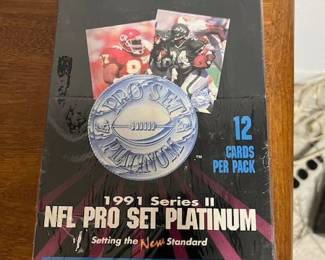 PRO SET
PLATINUM
12
CARDS
PER PACK
1991 Series II
NFL PRO SET PLATINUM
Setting the New Standard